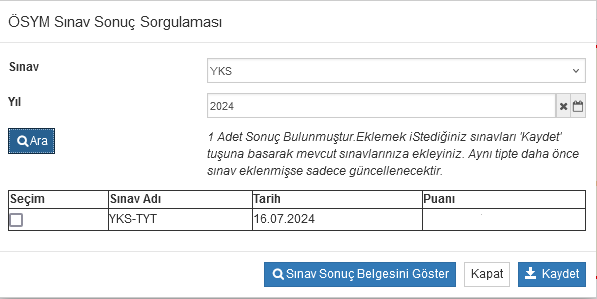 ÖSYM Sınav Sonuç Sorgulaması
Sınav
YKS
Yıl
2024
Ara
1 Adet Sonuç Bulunmuştur.Eklemek iStediğiniz sınavları 'Kaydet'
tuşuna basarak mevcut sınavlarınıza ekleyiniz. Aynı tipte daha önce
sınav eklenmişse sadece güncellenecektir.
Seçim Sınav Adı Tarih Puanı
YKS-TYT 16.07.2024
Sınav Sonuç Belgesini Göster Kapat Kaydet